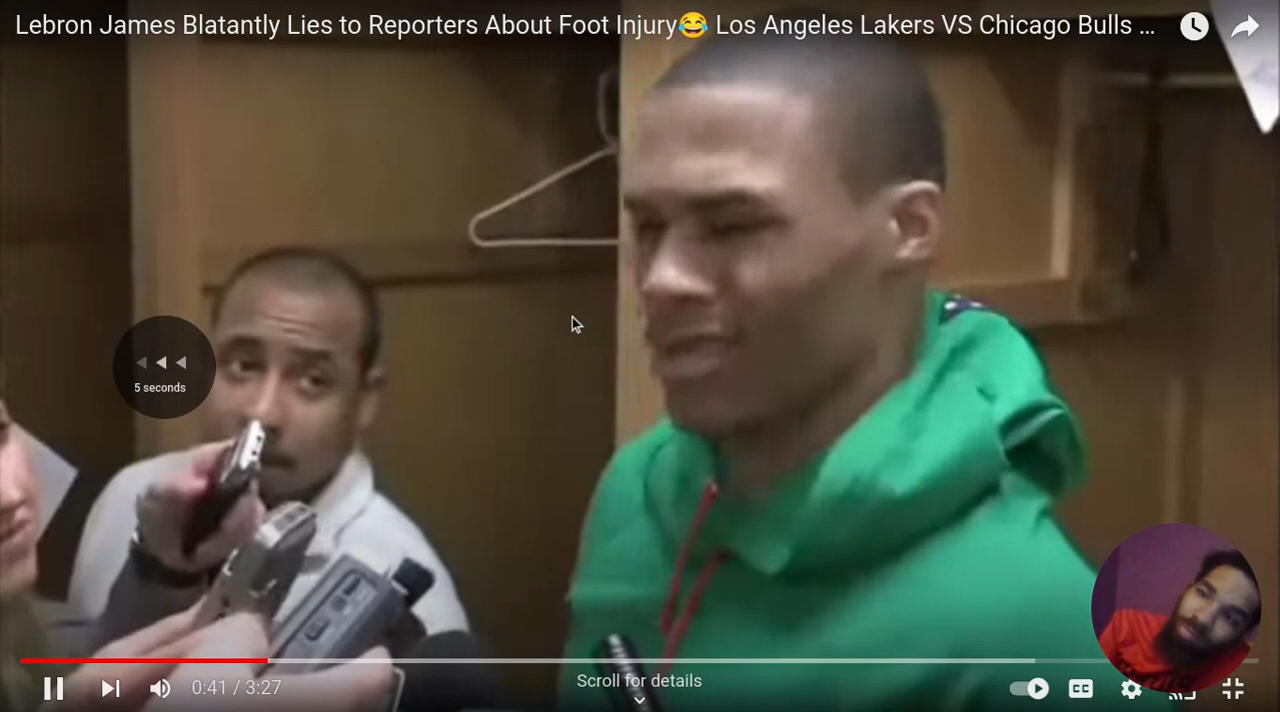 Lebron James Blatantly Lies to Reporters About Foot Injury😂 Los Angeles Lakers VS Chicago Bulls ...
5 seconds
Scroll for details
0:41 / 3:27
CC